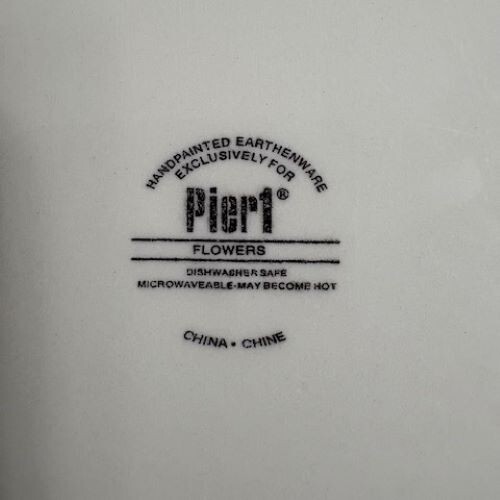 HANDPAINTED EARTHENWARE
EXCLUSIVELY FOR
Pier1®
FLOWERS
DISHWASHER SAFE
MICROWAVEABLE-MAY BECOME HOT
CHINA • CHINE